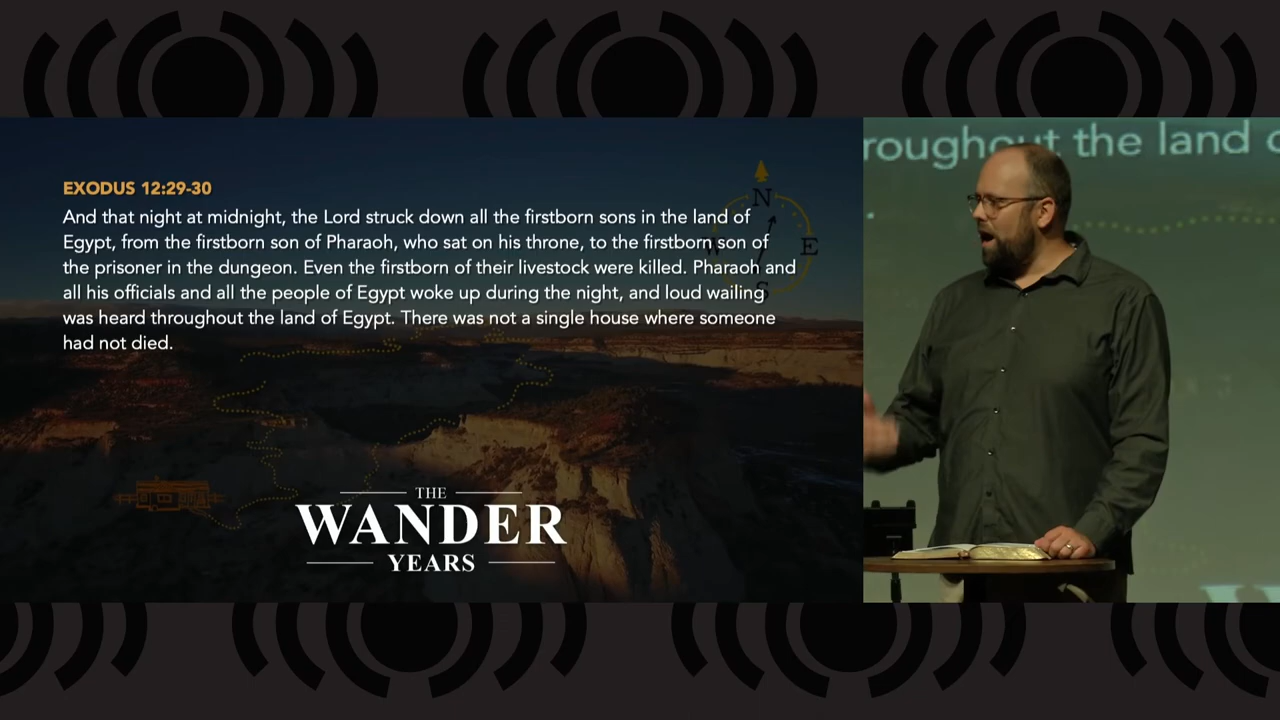 EXODUS 12:29-30
And that night at midnight, the Lord struck down all the firstborn sons in the land of
Egypt, from the firstborn son of Pharaoh, who sat on his throne, to the firstborn son of
the prisoner in the dungeon. Even the firstborn of their livestock were killed. Pharaoh and
all his officials and all the people of Egypt woke up during the night, and loud wailing
was heard throughout the land of Egypt. There was not a single house where someone
had not died.
N
W E
S
THE
WANDER
YEARS
roughout the land o